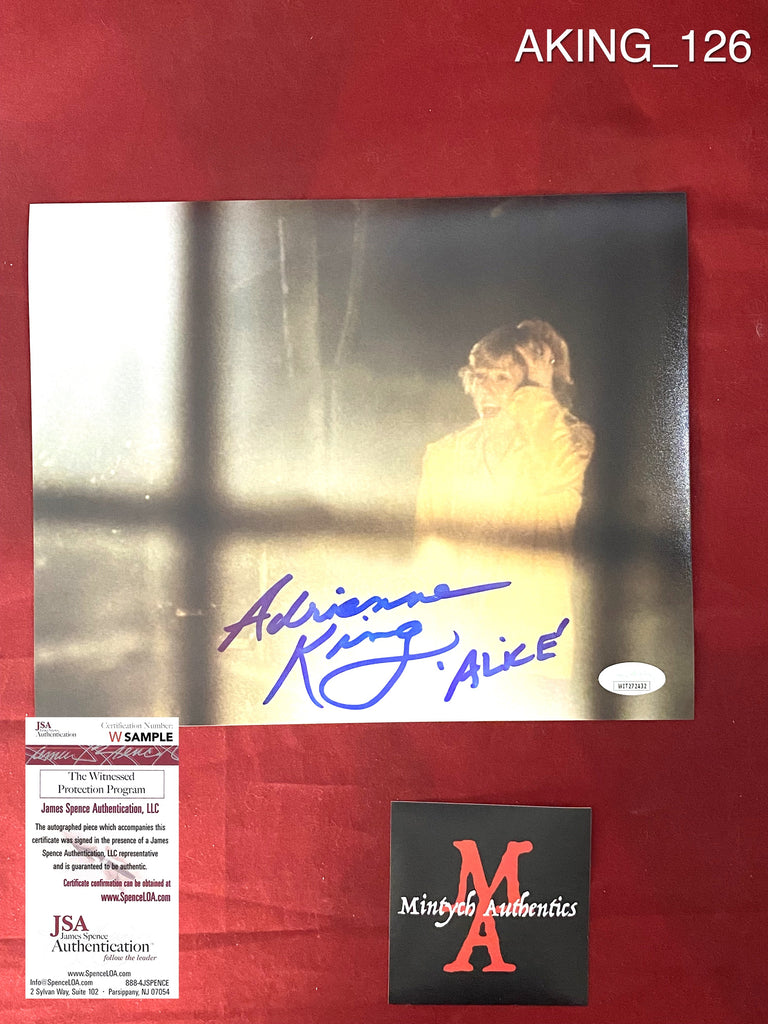 AKING_126
Adrienne
King
'ALICE'
WIT272432
JSA
Authentication
Certification Number:
W SAMPLE
The Witnessed
Protection Program
James Spence Authentication, LLC
The autographed piece which accompanies this
certificate was signed in the presence of a James
Spence Authentication, LLC representative
and is guaranteed to be authentic.
Certificate confirmation can be obtained at
www.SpenceLOA.com
JSA
James Spence
Authentication
follow the leader
www.SpenceLOA.com
Info@SpenceLOA.com 888-4JSPENCE
2 Sylvan Way, Suite 102 · Parsippany, NJ 07054
MA
Mintych Authentics